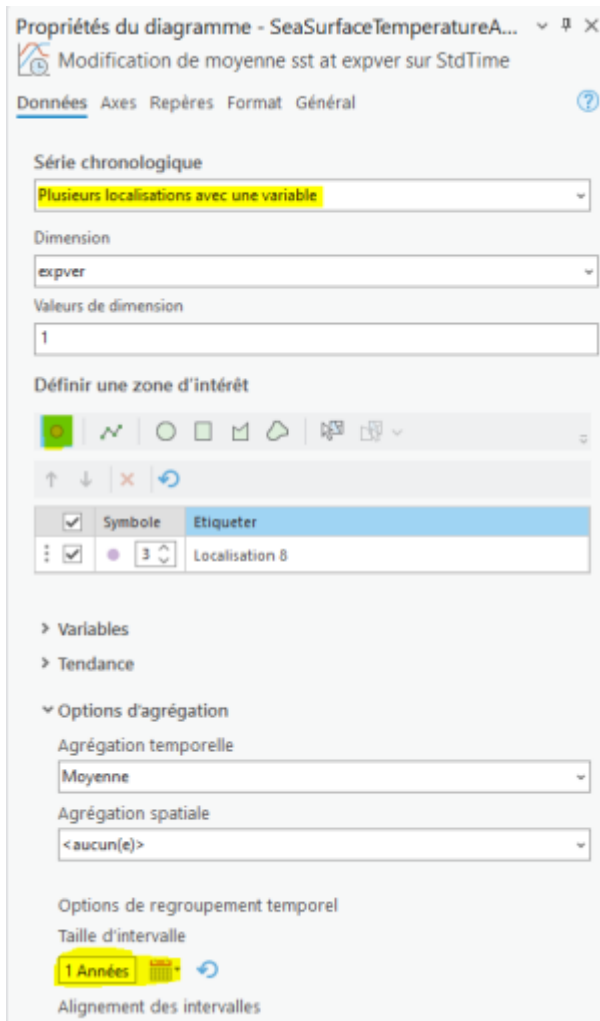 Propriétés du diagramme - SeaSurfaceTemperatureA...
Modification de moyenne sst at expver sur StdTime
Données Axes Repères Format Général
Série chronologique
Plusieurs localisations avec une variable
Dimension
expver
Valeurs de dimension
1
Définir une zone d'intérêt
Symbole Etiqueter
3 Localisation 8
Variables
Tendance
Options d'agrégation
Agrégation temporelle
Moyenne
Agrégation spatiale
<aucun(e)>
Options de regroupement temporel
Taille d'intervalle
1 Années
Alignement des intervalles